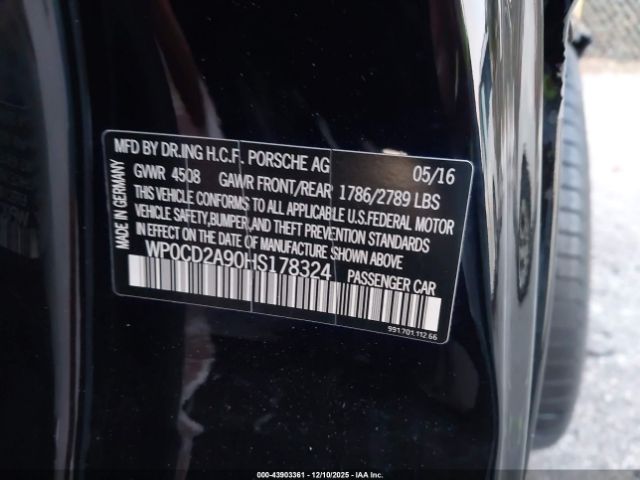 MFD BY DR.ING H.C.F. PORSCHE AG 05/16
GVWR 4508 GAWR FRONT/REAR 1786/2789 LBS
THIS VEHICLE CONFORMS TO ALL APPLICABLE U.S.FEDERAL MOTOR
VEHICLE SAFETY,BUMPER,AND THEFT PREVENTION STANDARDS
IN EFFECT ON THE DATE OF MANUFACTURE SHOWN ABOVE
WP0CD2A90HS178324 PASSENGER CAR
MADE IN GERMANY
991.701.112.66
000-43903361 - 12/10/2025 - IAA, Inc.